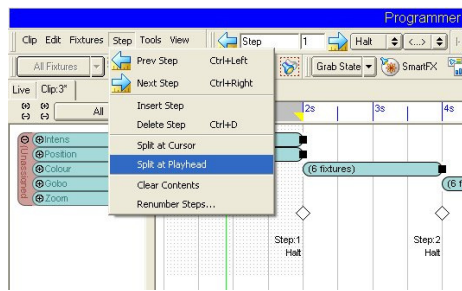 Programmer
Clip Edit Fixtures Step Tools View Step 1 Halt <...>
All Fixtures Grab State SmartFX
Prev Step Ctrl+Left
Next Step Ctrl+Right
Insert Step
Delete Step Ctrl+D
Split at Cursor
Split at Playhead
Clear Contents
Renumber Steps...
Live Clip:3"
All
2s 3s 4s
Unassigned
Intens
Position
Colour
Gobo
Zoom
(6 fixtures)
(6 f
Step:1
Halt
Step:2
Halt